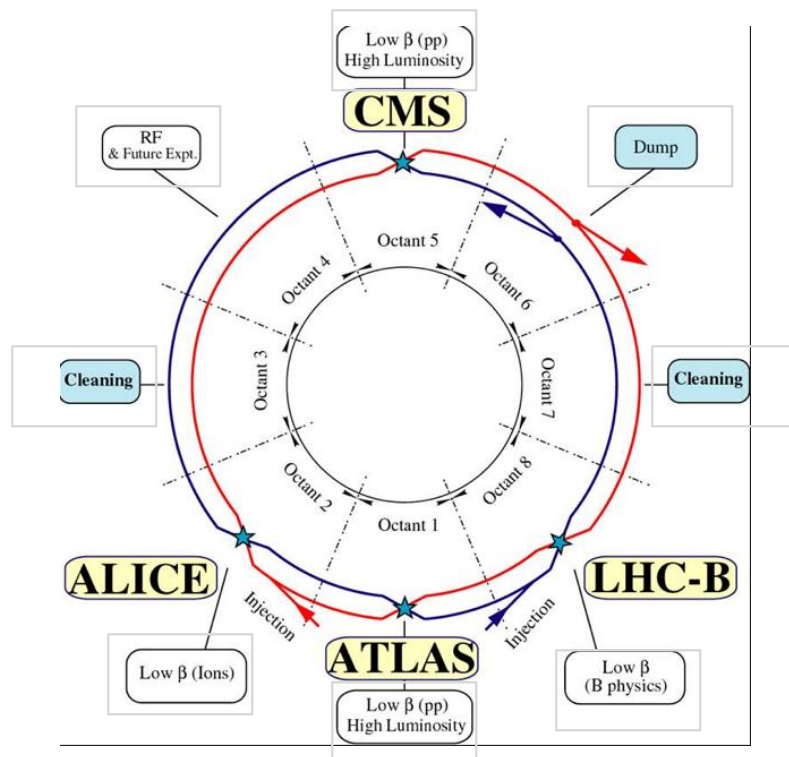 Low β (pp)
High Luminosity
CMS
RF
& Future Expt.
Dump
Octant 5
Octant 4
Octant 6
Cleaning
Octant 3
Octant 7
Cleaning
Octant 2
Octant 8
Octant 1
ALICE
LHC-B
Injection
Injection
ATLAS
Low β (Ions)
Low β
(B physics)
Low β (pp)
High Luminosity